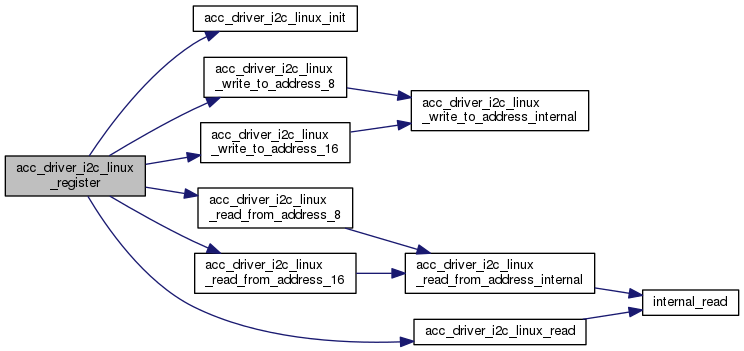 acc_driver_i2c_linux_init
acc_driver_i2c_linux
_write_to_address_8
acc_driver_i2c_linux
_write_to_address_internal
acc_driver_i2c_linux
_write_to_address_16
acc_driver_i2c_linux
_register
acc_driver_i2c_linux
_read_from_address_8
acc_driver_i2c_linux
_read_from_address_16
acc_driver_i2c_linux
_read_from_address_internal
internal_read
acc_driver_i2c_linux_read